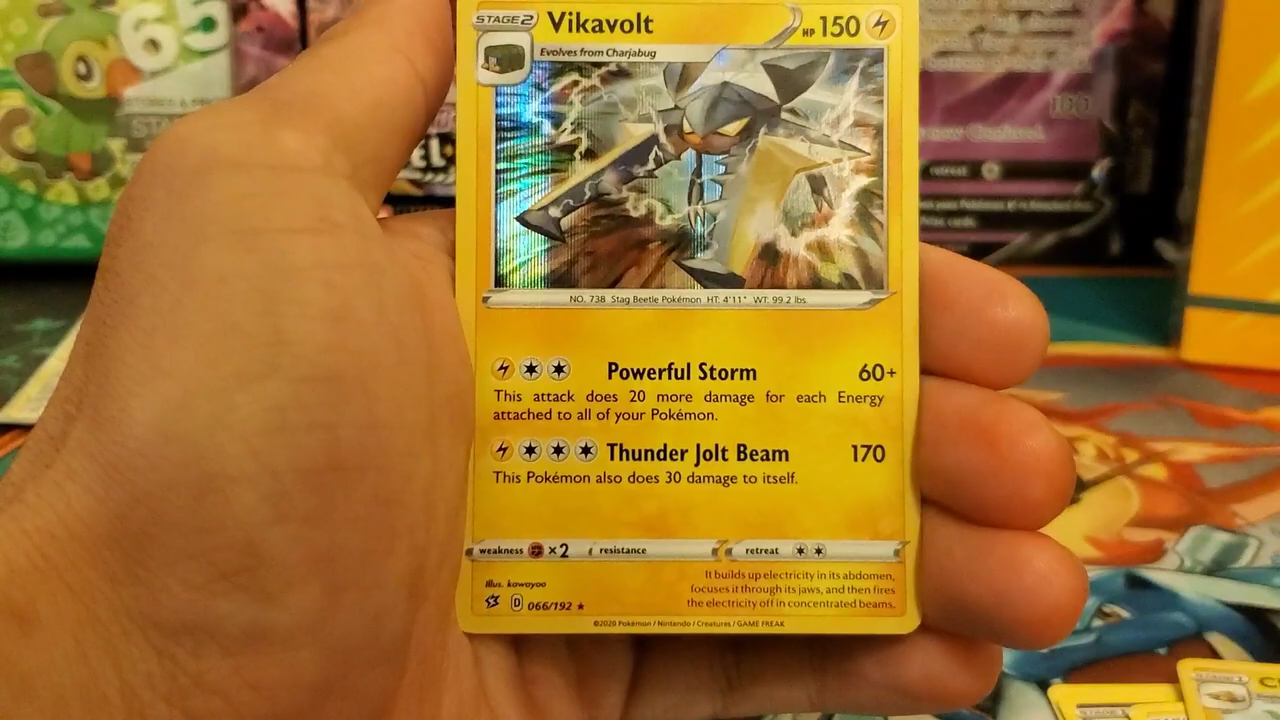 65
STAGE2
Vikavolt
HP 150
Evolves from Charjabug
NO. 738 Stag Beetle Pokémon HT: 4'11" WT: 99.2 lbs.
Powerful Storm 60+
This attack does 20 more damage for each Energy
attached to all of your Pokémon.
Thunder Jolt Beam 170
This Pokémon also does 30 damage to itself.
weakness ×2 resistance retreat
Illus. kawayoo
D 066/192
It builds up electricity in its abdomen,
focuses it through its jaws, and then fires
the electricity off in concentrated beams.
©2020 Pokémon / Nintendo / Creatures / GAME FREAK
retreat
STAGE1